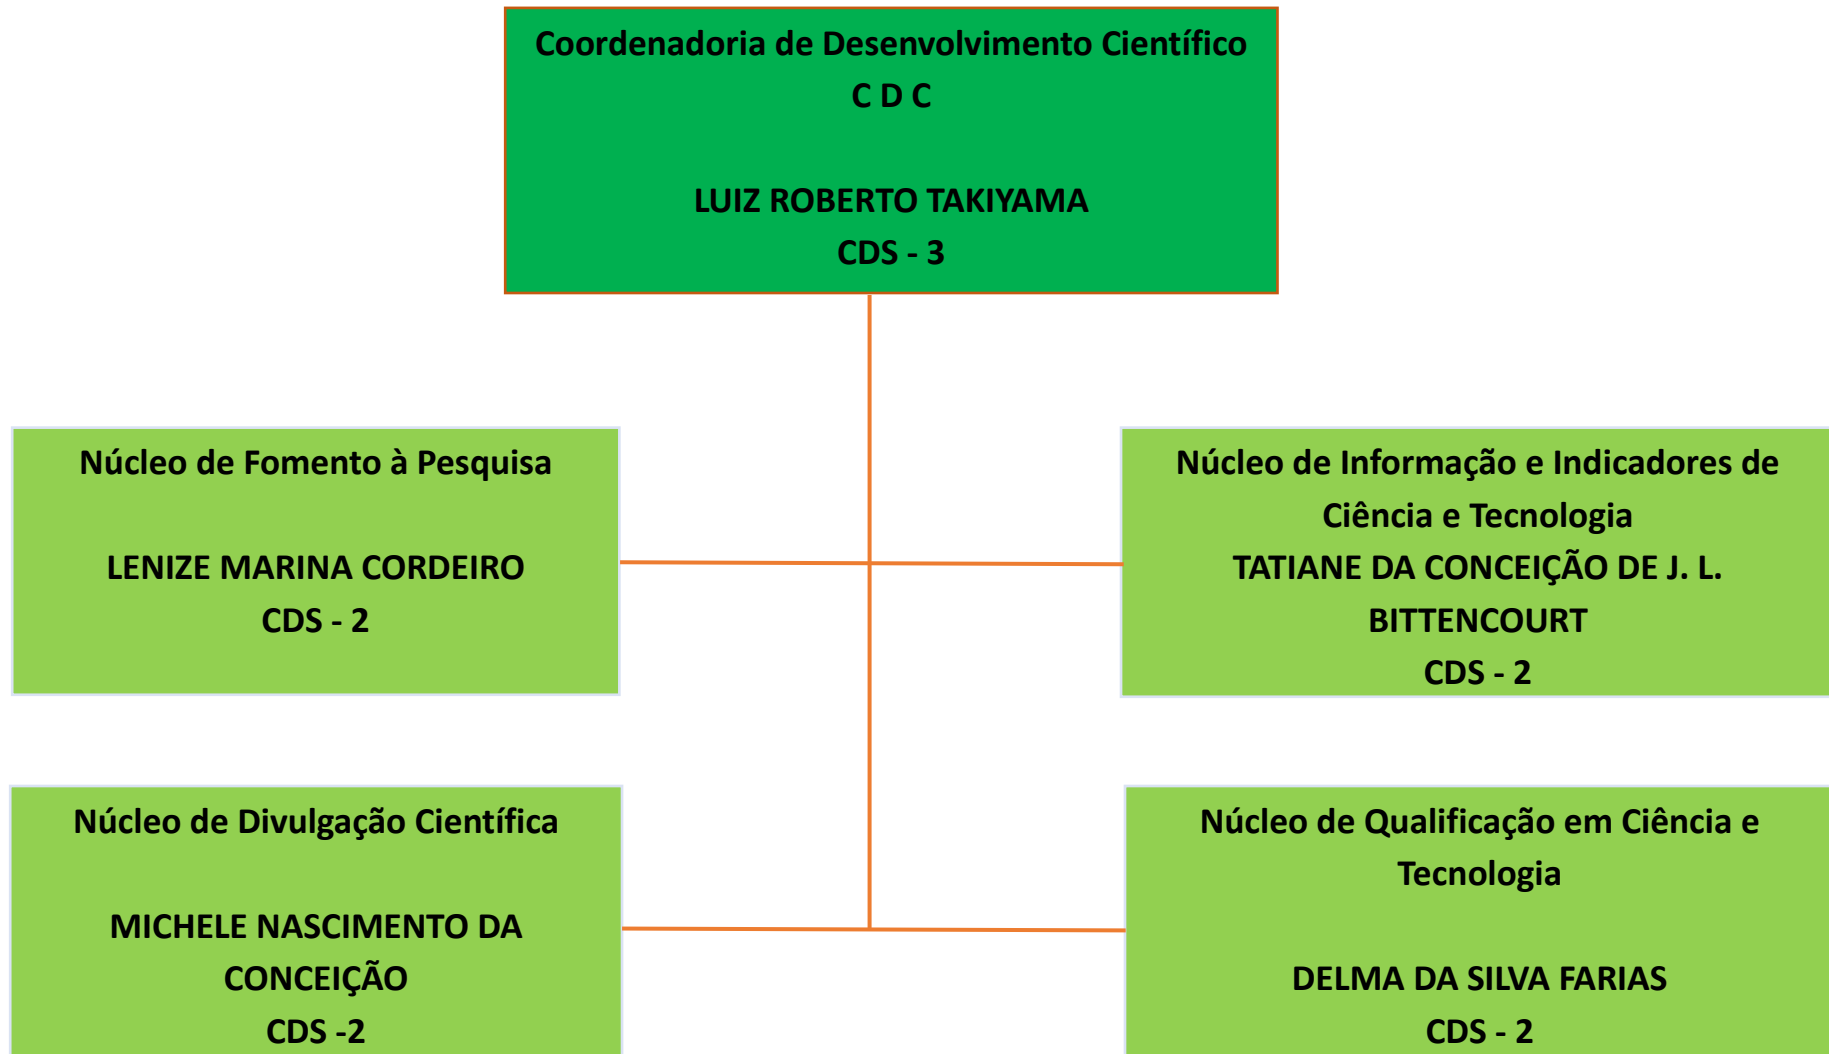 Coordenadoria de Desenvolvimento Científico
C D C
LUIZ ROBERTO TAKIYAMA
CDS - 3
Núcleo de Fomento à Pesquisa
LENIZE MARINA CORDEIRO
CDS - 2
Núcleo de Informação e Indicadores de
Ciência e Tecnologia
TATIANE DA CONCEIÇÃO DE J. L.
BITTENCOURT
CDS - 2
Núcleo de Divulgação Científica
MICHELE NASCIMENTO DA
CONCEIÇÃO
CDS -2
Núcleo de Qualificação em Ciência e
Tecnologia
DELMA DA SILVA FARIAS
CDS - 2